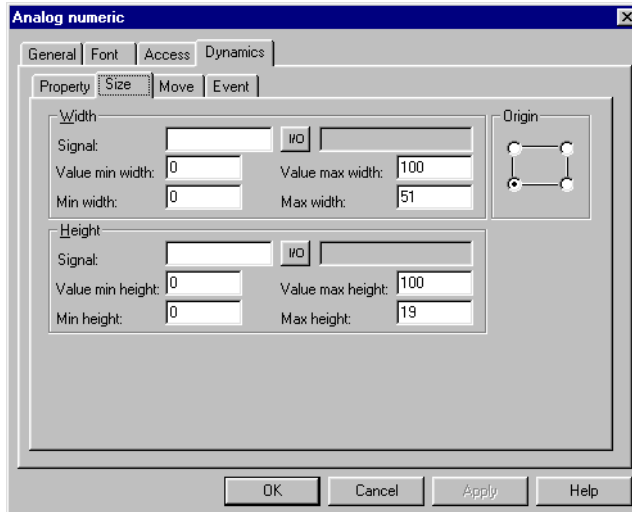 Analog numeric
General Font Access Dynamics
Property Size Move Event
Width
Origin
Signal: I/O
Value min width: 0 Value max width: 100
Min width: 0 Max width: 51
Height
Signal: I/O
Value min height: 0 Value max height: 100
Min height: 0 Max height: 19
OK Cancel Apply Help